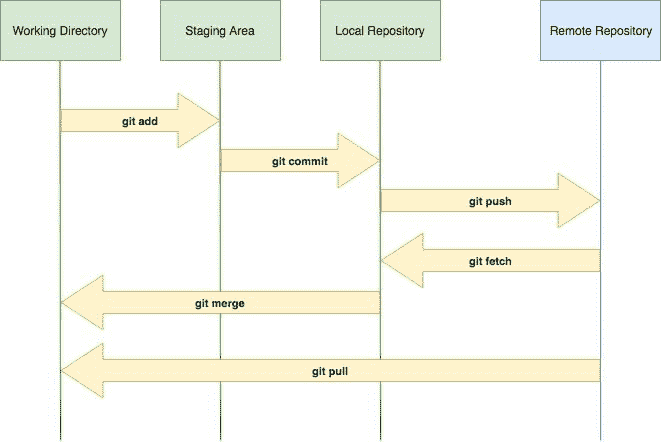 Working Directory
Staging Area
Local Repository
Remote Repository
git add
git commit
git push
git fetch
git merge
git pull